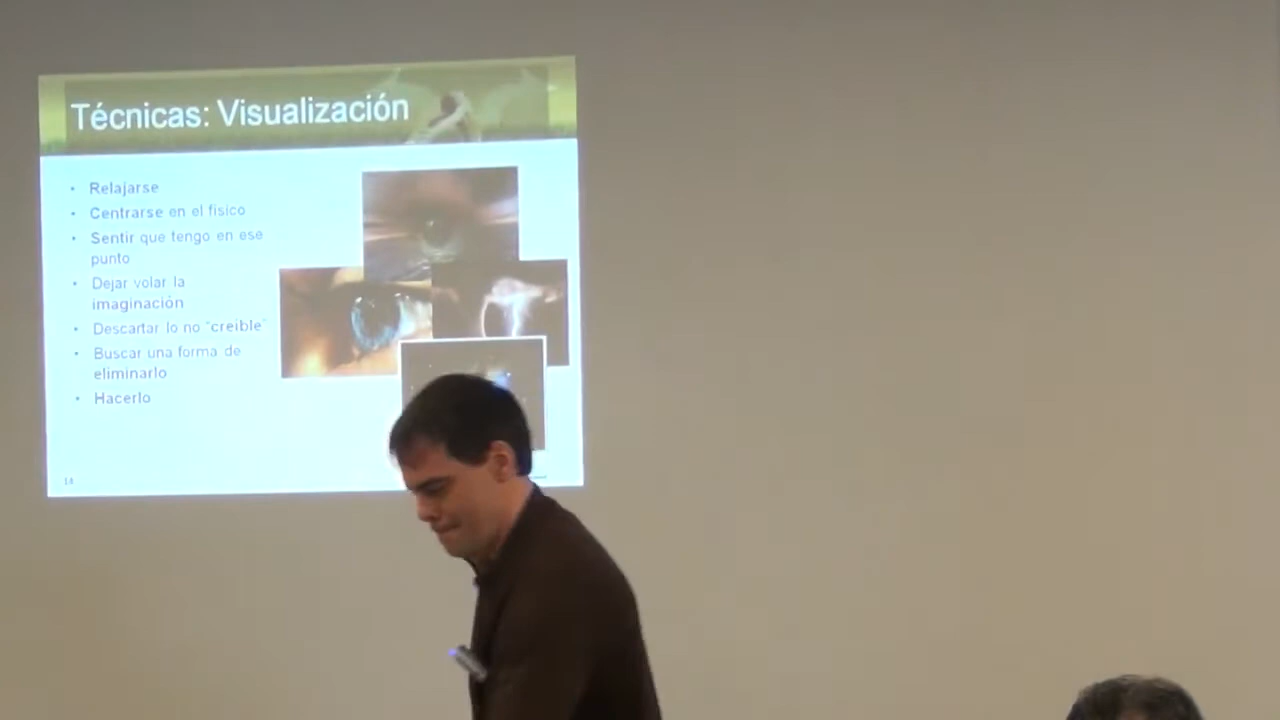 Técnicas: Visualización
• Relajarse
• Centrarse en el físico
• Sentir que tengo en ese
punto
• Dejar volar la
imaginación
• Descartar lo no "creíble"
• Buscar una forma de
eliminarlo
• Hacerlo